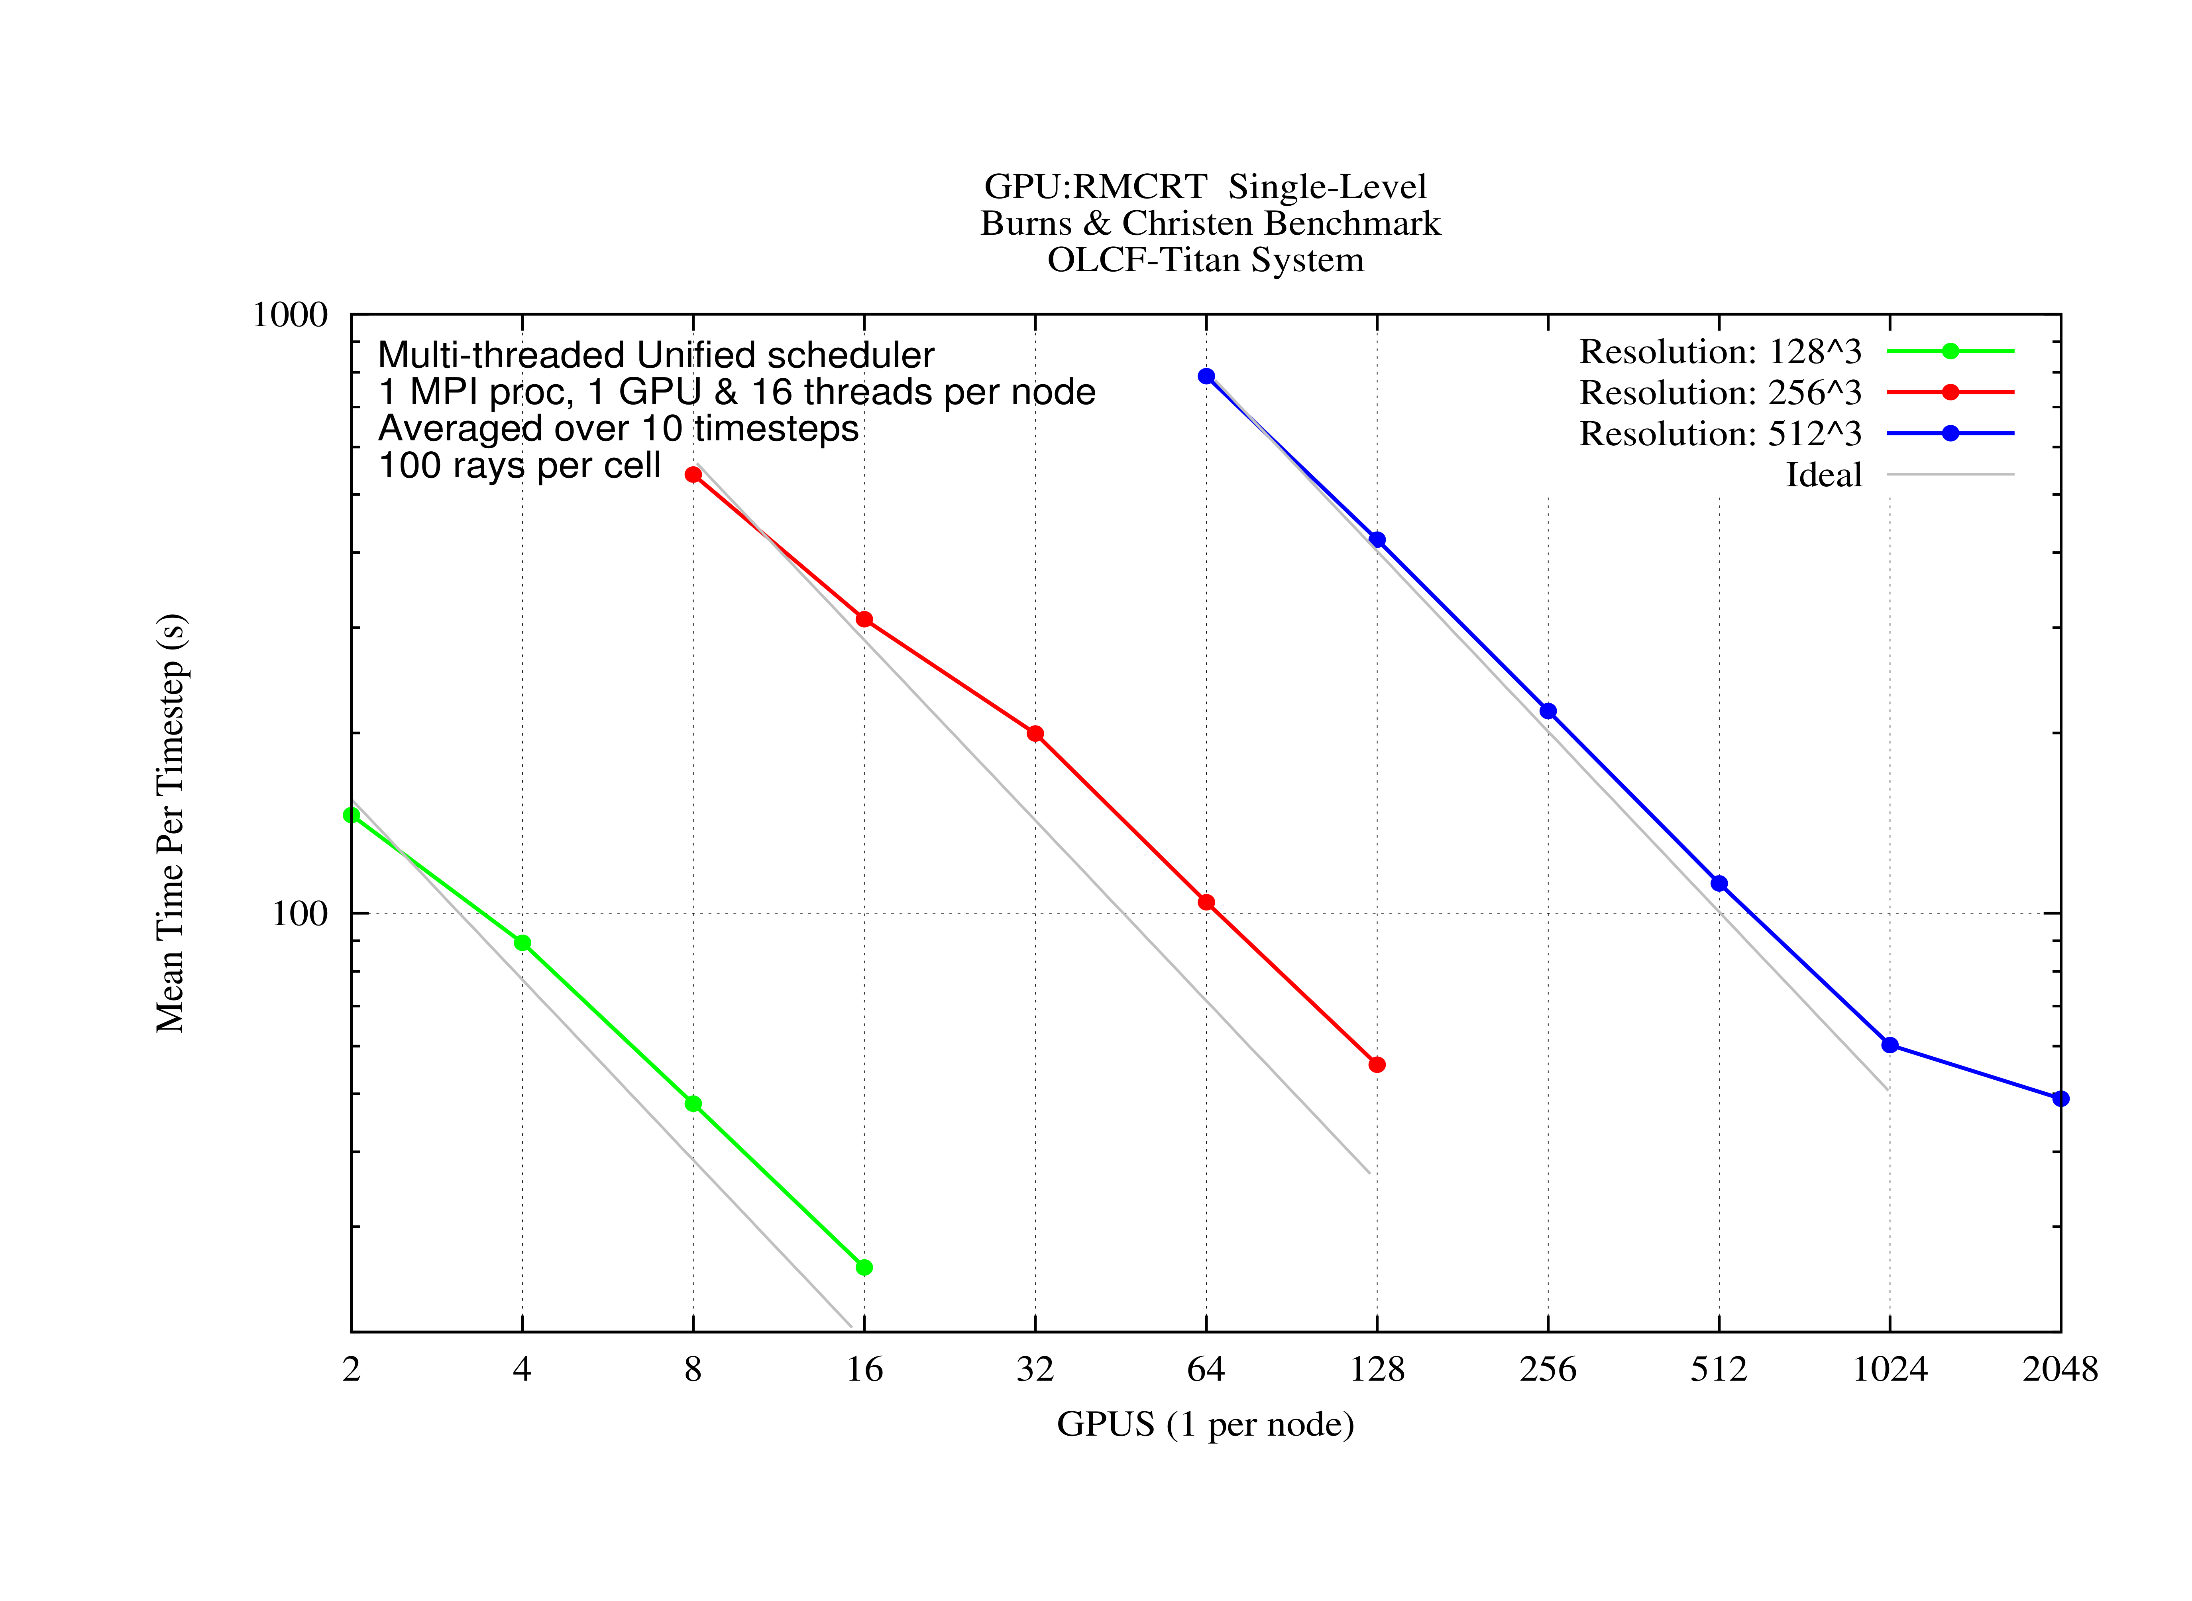 GPU:RMCRT Single-Level
Burns & Christen Benchmark
OLCF-Titan System
1000
100
Mean Time Per Timestep (s)
Multi-threaded Unified scheduler
1 MPI proc, 1 GPU & 16 threads per node
Averaged over 10 timesteps
100 rays per cell
Resolution: 128^3
Resolution: 256^3
Resolution: 512^3
Ideal
2 4 8 16 32 64 128 256 512 1024 2048
GPUS (1 per node)